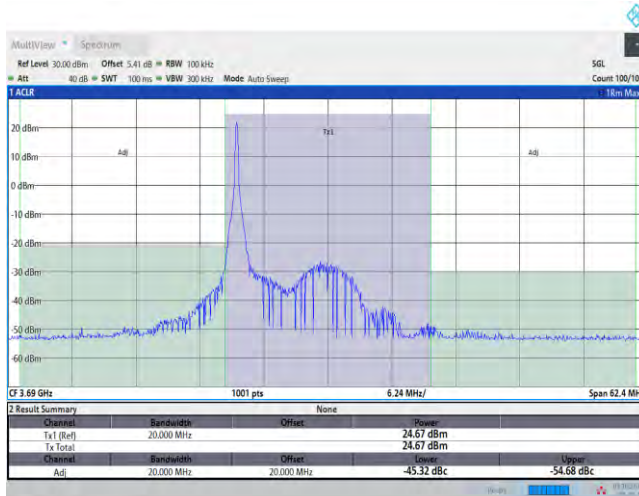 MultiView Spectrum
Ref Level 30.00 dBm Offset 5.41 dB RBW 100 kHz SGL
Att 40 dB SWT 100 ms VBW 300 kHz Mode Auto Sweep Count 100/10
1 ACLR 1Rm Max
Tx1
20 dBm
Adj Adj
10 dBm
0 dBm
-10 dBm
-20 dBm
-30 dBm
-40 dBm
-50 dBm
-60 dBm
CF 3.69 GHz 1001 pts 6.24 MHz/ Span 62.4 MH
2 Result Summary None
Channel Bandwidth Offset Power
Tx1 (Ref) 20.000 MHz 24.67 dBm
Tx Total 24.67 dBm
Channel Bandwidth Offset Lower Upper
Adj 20.000 MHz 20.000 MHz -45.32 dBc -54.68 dBc